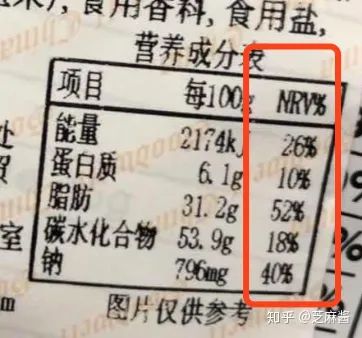 食用香料, 食用盐,
营养成分表
项目 每100g NRV%
能量 2174kj 26%
蛋白质 6.1g 10%
脂肪 31.2g 52%
碳水化合物 53.9g 18%
钠 796mg 40%
图片仅供参考
处
室
知乎 @芝麻酱